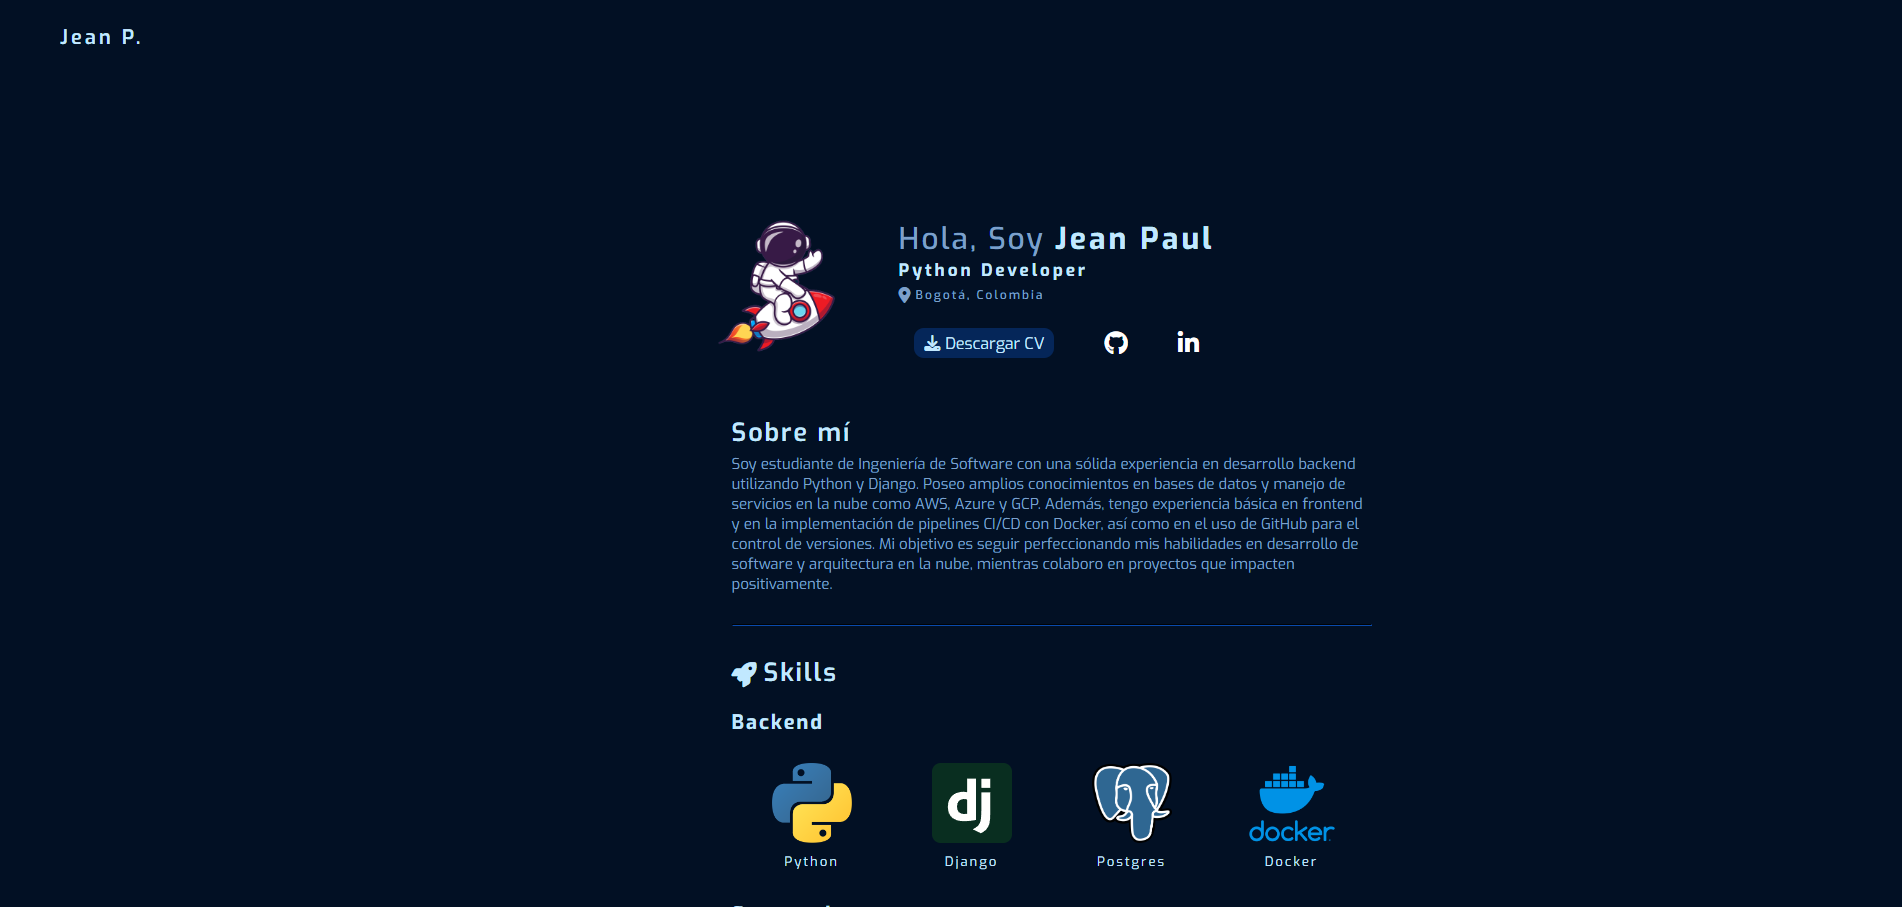 Jean P.
Hola, Soy Jean Paul
Python Developer
Bogotá, Colombia
Descargar CV
in
Sobre mí
Soy estudiante de Ingeniería de Software con una sólida experiencia en desarrollo backend
utilizando Python y Django. Poseo amplios conocimientos en bases de datos y manejo de
servicios en la nube como AWS, Azure y GCP. Además, tengo experiencia básica en frontend
y en la implementación de pipelines CI/CD con Docker, así como en el uso de GitHub para el
control de versiones. Mi objetivo es seguir perfeccionando mis habilidades en desarrollo de
software y arquitectura en la nube, mientras colaboro en proyectos que impacten
positivamente.
Skills
Backend
dj
docker
Python
Django
Postgres
Docker